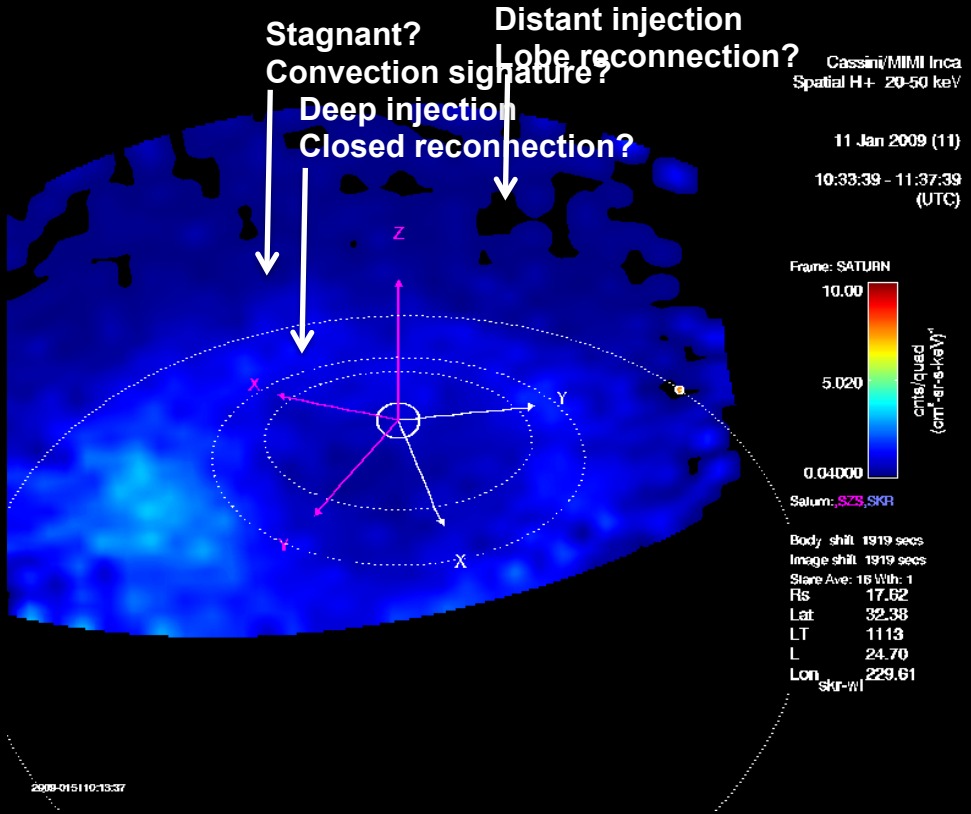 Stagnant?
Convection signature?
Deep injection
Closed reconnection?
Distant injection
Lobe reconnection?
Cassini/MIMI Inca
Spatial H+ 20-50 keV
11 Jan 2009 (11)
10:33:39 - 11:37:39
(UTC)
Frame: SATURN
10.00
5.020
0.04000
cnts/quad
(cm²-sr-s-keV)⁻¹
Saturn:,SZS,SKR
Body shift 1919 secs
Image shift 1919 secs
Stare Ave: 16 Wth: 1
Rs 17.62
Lat 32.38
LT 1113
L 24.70
Lon 229.61
skr-wl
Z
X
Y
Y
X